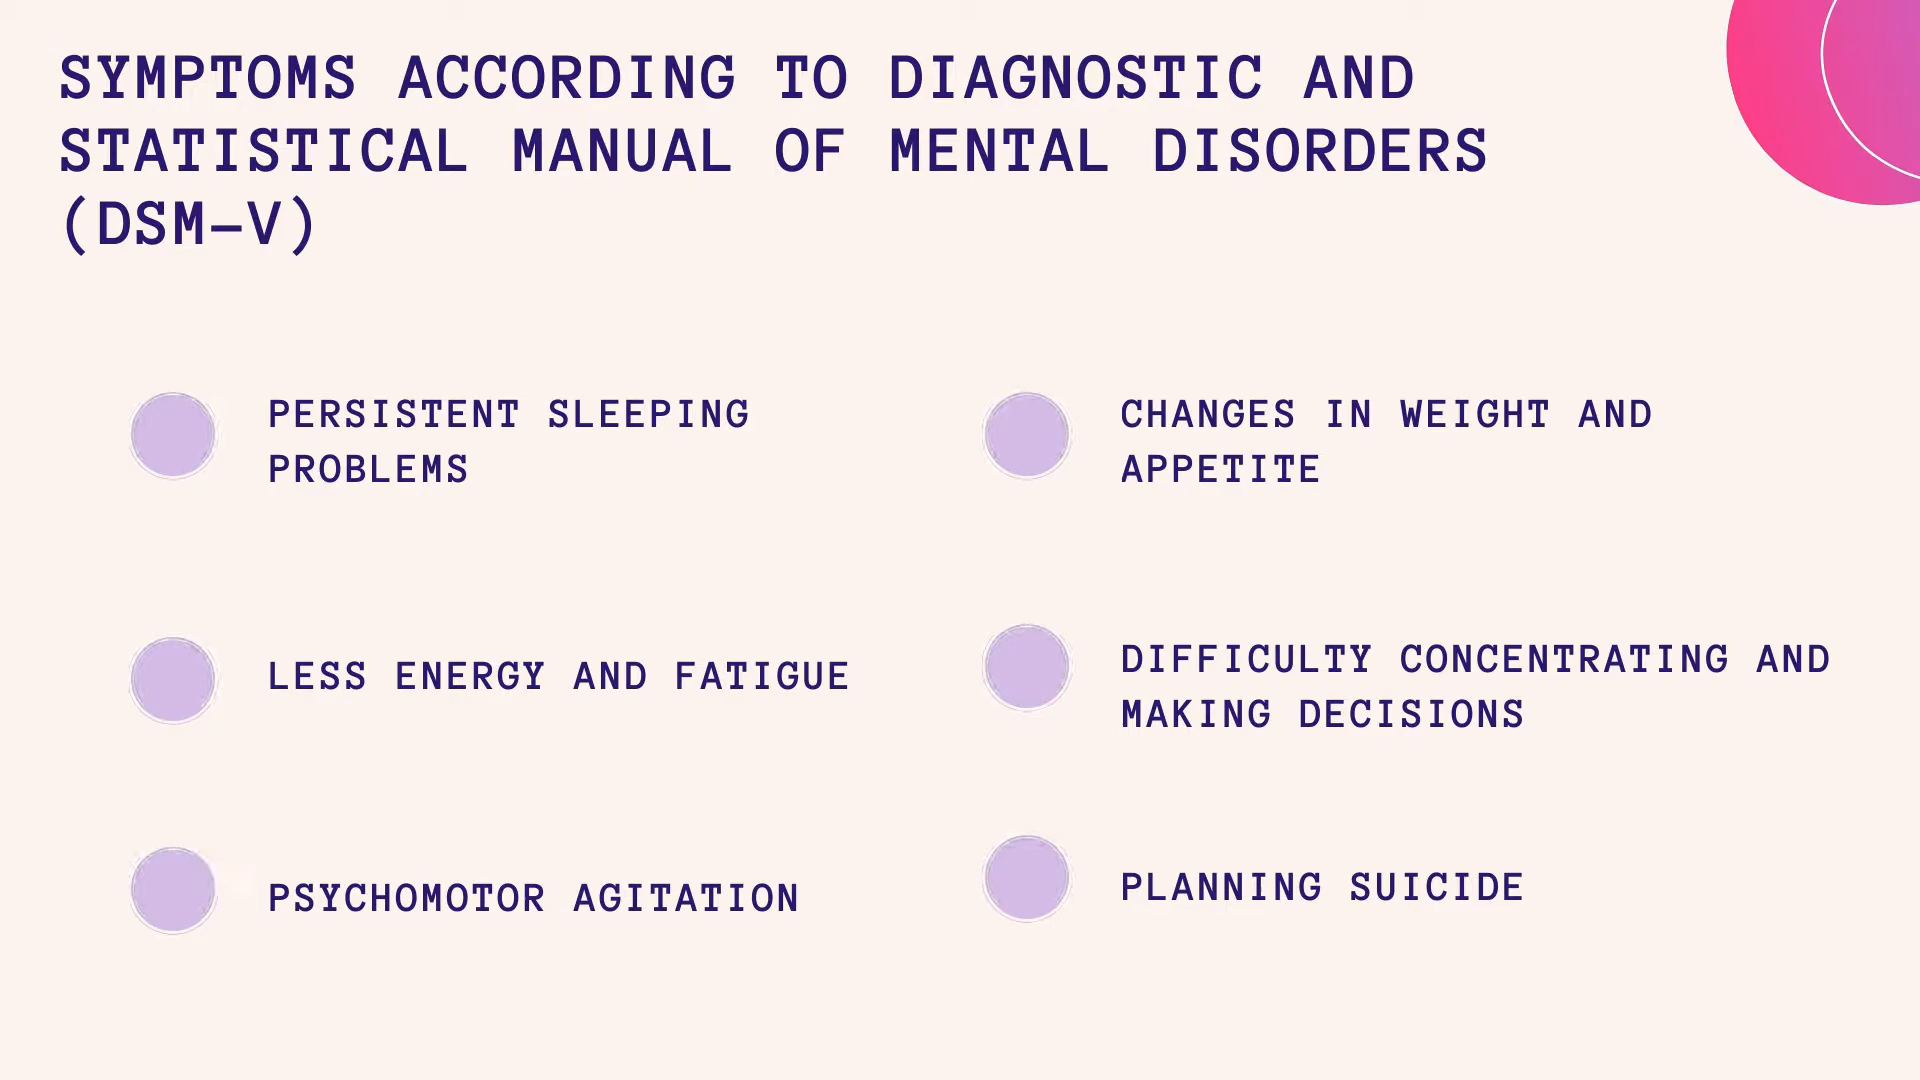 SYMPTOMS ACCORDING TO DIAGNOSTIC AND
STATISTICAL MANUAL OF MENTAL DISORDERS
(DSM–V)
PERSISTENT SLEEPING
PROBLEMS
CHANGES IN WEIGHT AND
APPETITE
LESS ENERGY AND FATIGUE
DIFFICULTY CONCENTRATING AND
MAKING DECISIONS
PSYCHOMOTOR AGITATION
PLANNING SUICIDE